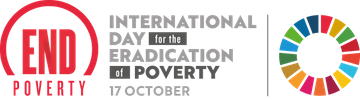 END
POVERTY
INTERNATIONAL
DAY for the
ERADICATION
of POVERTY
17 OCTOBER